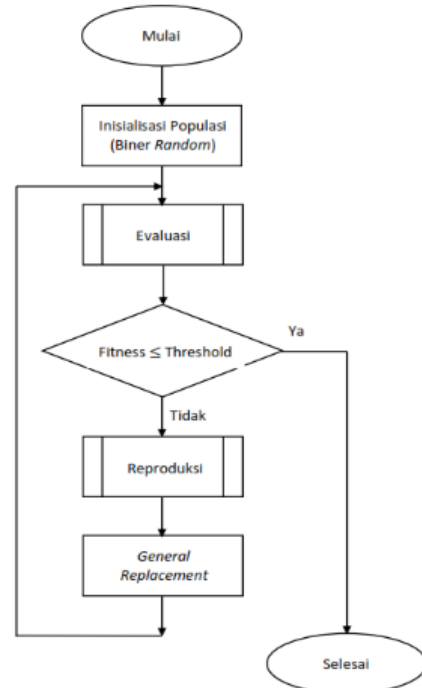 Mulai
Inisialisasi Populasi
(Biner Random)
Evaluasi
Fitness ≤ Threshold
Ya
Tidak
Reproduksi
General
Replacement
Selesai